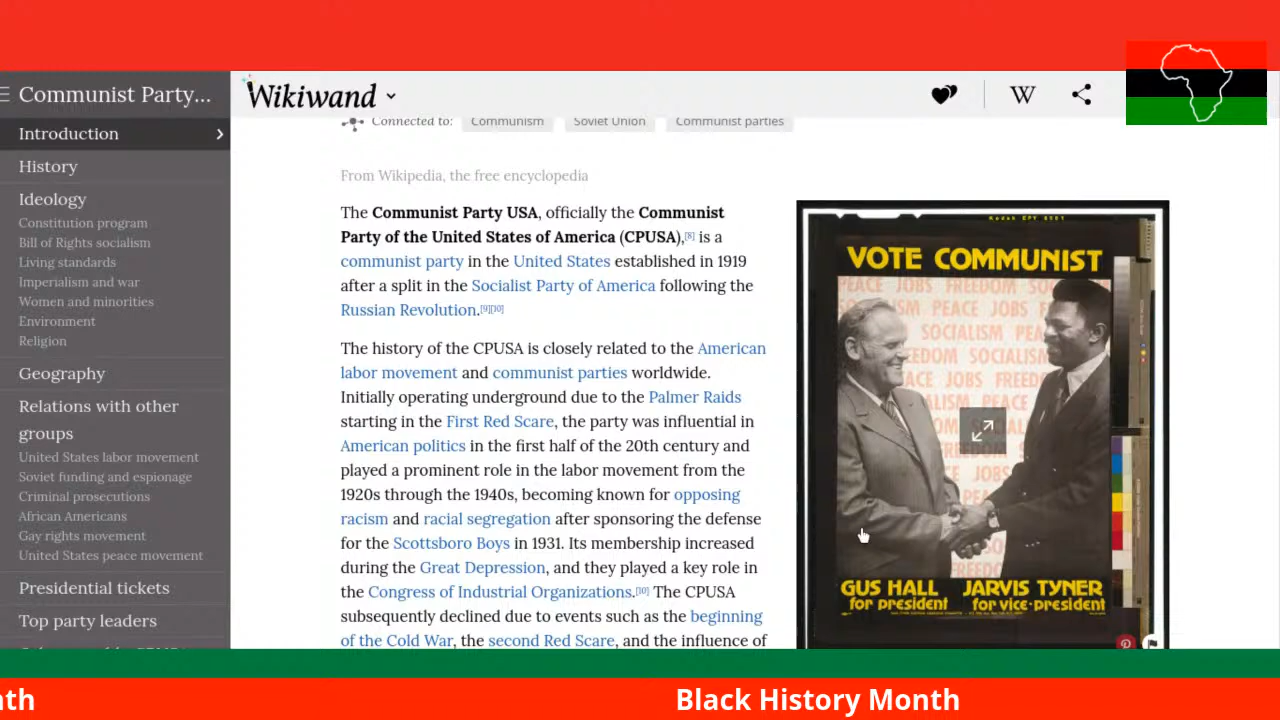 Communist Party...
Wikiwand
W
Introduction
History
Ideology
Constitution program
Bill of Rights socialism
Living standards
Imperialism and war
Women and minorities
Environment
Religion
Geography
Relations with other
groups
United States labor movement
Soviet funding and espionage
Criminal prosecutions
African Americans
Gay rights movement
United States peace movement
Presidential tickets
Top party leaders
Connected to: Communism Soviet Union Communist parties
From Wikipedia, the free encyclopedia
The Communist Party USA, officially the Communist
Party of the United States of America (CPUSA),[8] is a
communist party in the United States established in 1919
after a split in the Socialist Party of America following the
Russian Revolution.[9][10]
The history of the CPUSA is closely related to the American
labor movement and communist parties worldwide.
Initially operating underground due to the Palmer Raids
starting in the First Red Scare, the party was influential in
American politics in the first half of the 20th century and
played a prominent role in the labor movement from the
1920s through the 1940s, becoming known for opposing
racism and racial segregation after sponsoring the defense
for the Scottsboro Boys in 1931. Its membership increased
during the Great Depression, and they played a key role in
the Congress of Industrial Organizations.[10] The CPUSA
subsequently declined due to events such as the beginning
of the Cold War, the second Red Scare, and the influence of
VOTE COMMUNIST
PEACE JOBS FREEDOM SOCIALISM
GUS HALL
for president
JARVIS TYNER
for vice-president
nth
Black History Month